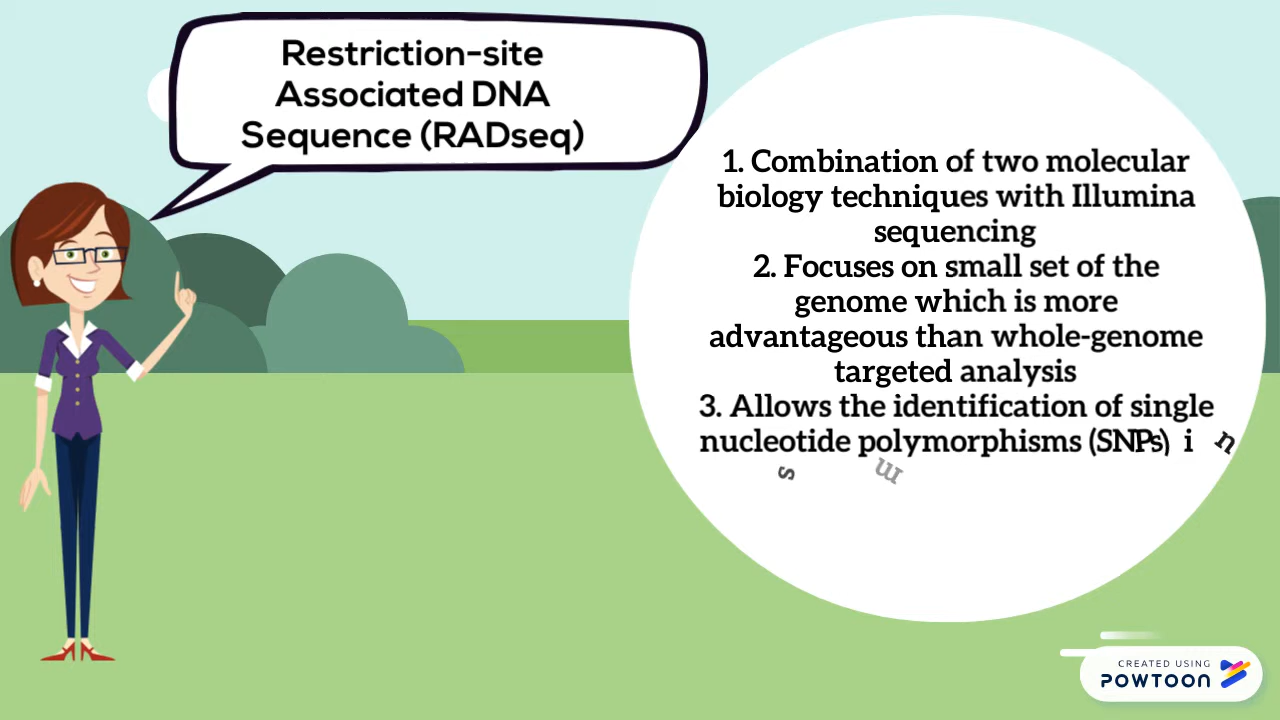 Restriction-site
Associated DNA
Sequence (RADseq)
1. Combination of two molecular
biology techniques with Illumina
sequencing
2. Focuses on small set of the
genome which is more
advantageous than whole-genome
targeted analysis
3. Allows the identification of single
nucleotide polymorphisms (SNPs) i n
s m
CREATED USING
POWTOON